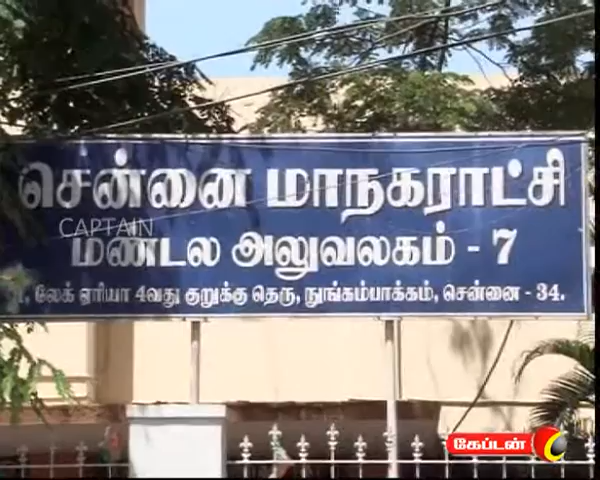 சென்னை மாநகராட்சி
CAPTAIN
மண்டல அலுவலகம் - 7
லேக் ஏரியா 4வது குறுக்கு தெரு, நுங்கம்பாக்கம், சென்னை - 34.
கேப்டன்